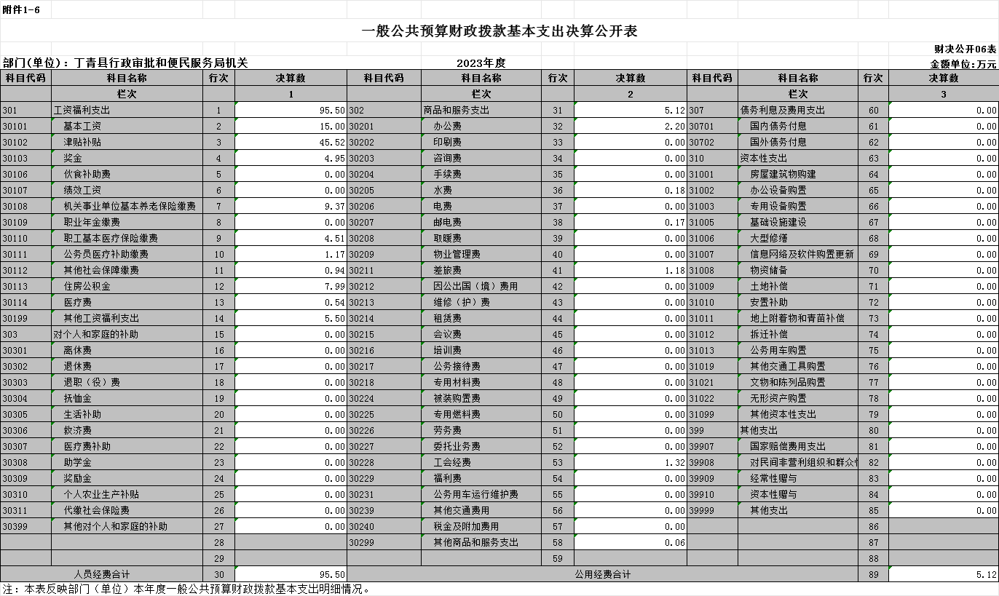 附件1-6
一般公共预算财政拨款基本支出决算公开表
财决公开06表
部门(单位)：丁青县行政审批和便民服务局机关 2023年度 金额单位:万元
科目代码 科目名称 行次 决算数 科目代码 科目名称 行次 决算数 科目代码 科目名称 行次 决算数
栏次 1 栏次 2 栏次 3
301 工资福利支出 1 95.50 302 商品和服务支出 31 5.12 307 债务利息及费用支出 60 0.00
30101 基本工资 2 15.00 30201 办公费 32 2.20 30701 国内债务付息 61 0.00
30102 津贴补贴 3 45.52 30202 印刷费 33 0.00 30702 国外债务付息 62 0.00
30103 奖金 4 4.95 30203 咨询费 34 0.00 310 资本性支出 63 0.00
30106 伙食补助费 5 0.00 30204 手续费 35 0.00 31001 房屋建筑物购建 64 0.00
30107 绩效工资 6 0.00 30205 水费 36 0.18 31002 办公设备购置 65 0.00
30108 机关事业单位基本养老保险缴费 7 9.37 30206 电费 37 0.00 31003 专用设备购置 66 0.00
30109 职业年金缴费 8 0.00 30207 邮电费 38 0.17 31005 基础设施建设 67 0.00
30110 职工基本医疗保险缴费 9 4.51 30208 取暖费 39 0.00 31006 大型修缮 68 0.00
30111 公务员医疗补助缴费 10 1.17 30209 物业管理费 40 0.00 31007 信息网络及软件购置更新 69 0.00
30112 其他社会保障缴费 11 0.94 30211 差旅费 41 1.18 31008 物资储备 70 0.00
30113 住房公积金 12 7.99 30212 因公出国（境）费用 42 0.00 31009 土地补偿 71 0.00
30114 医疗费 13 0.54 30213 维修（护）费 43 0.00 31010 安置补助 72 0.00
30199 其他工资福利支出 14 5.50 30214 租赁费 44 0.00 31011 地上附着物和青苗补偿 73 0.00
303 对个人和家庭的补助 15 0.00 30215 会议费 45 0.00 31012 拆迁补偿 74 0.00
30301 离休费 16 0.00 30216 培训费 46 0.00 31013 公务用车购置 75 0.00
30302 退休费 17 0.00 30217 公务接待费 47 0.00 31019 其他交通工具购置 76 0.00
30303 退职（役）费 18 0.00 30218 专用材料费 48 0.00 31021 文物和陈列品购置 77 0.00
30304 抚恤金 19 0.00 30224 被装购置费 49 0.00 31022 无形资产购置 78 0.00
30305 生活补助 20 0.00 30225 专用燃料费 50 0.00 31099 其他资本性支出 79 0.00
30306 救济费 21 0.00 30226 劳务费 51 0.00 399 其他支出 80 0.00
30307 医疗费补助 22 0.00 30227 委托业务费 52 0.00 39907 国家赔偿费用支出 81 0.00
30308 助学金 23 0.00 30228 工会经费 53 1.32 39908 对民间非营利组织和群众 82 0.00
30309 奖励金 24 0.00 30229 福利费 54 0.00 39909 经常性赠与 83 0.00
30310 个人农业生产补贴 25 0.00 30231 公务用车运行维护费 55 0.00 39910 资本性赠与 84 0.00
30311 代缴社会保险费 26 0.00 30239 其他交通费用 56 0.00 39999 其他支出 85 0.00
30399 其他对个人和家庭的补助 27 0.00 30240 税金及附加费用 57 0.00 86
28 30299 其他商品和服务支出 58 0.06 87
29 59 88
人员经费合计 30 95.50 公用经费合计 89 5.12
注：本表反映部门（单位）本年度一般公共预算财政拨款基本支出明细情况。